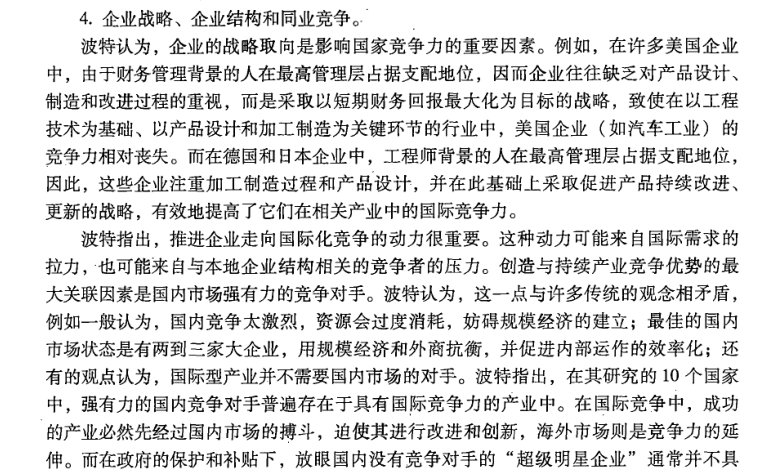 4. 企业战略、企业结构和同业竞争。
波特认为，企业的战略取向是影响国家竞争力的重要因素。例如，在许多美国企业
中，由于财务管理背景的人在最高管理层占据支配地位，因而企业往往缺乏对产品设计、
制造和改进过程的重视，而是采取以短期财务回报最大化为目标的战略，致使在以工程
技术为基础、以产品设计和加工制造为关键环节的行业中，美国企业（如汽车工业）的
竞争力相对丧失。而在德国和日本企业中，工程师背景的人在最高管理层占据支配地位，
因此，这些企业注重加工制造过程和产品设计，并在此基础上采取促进产品持续改进、
更新的战略，有效地提高了它们在相关产业中的国际竞争力。
波特指出，推进企业走向国际化竞争的动力很重要。这种动力可能来自国际需求的
拉力，也可能来自与本地企业结构相关的竞争者的压力。创造与持续产业竞争优势的最
大关联因素是国内市场强有力的竞争对手。波特认为，这一点与许多传统的观念相矛盾，
例如一般认为，国内竞争太激烈，资源会过度消耗，妨碍规模经济的建立；最佳的国内
市场状态是有两到三家大企业，用规模经济和外商抗衡，并促进内部运作的效率化；还
有的观点认为，国际型产业并不需要国内市场的对手。波特指出，在其研究的10个国家
中，强有力的国内竞争对手普遍存在于具有国际竞争力的产业中。在国际竞争中，成功
的产业必然先经过国内市场的搏斗，迫使其进行改进和创新，海外市场则是竞争力的延
伸。而在政府的保护和补贴下，放眼国内没有竞争对手的“超级明星企业”通常并不具